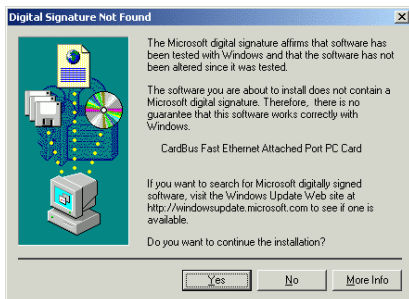 Digital Signature Not Found
The Microsoft digital signature affirms that software has
been tested with Windows and that the software has not
been altered since it was tested.
The software you are about to install does not contain a
Microsoft digital signature. Therefore, there is no
guarantee that this software works correctly with
Windows.
CardBus Fast Ethernet Attached Port PC Card
If you want to search for Microsoft digitally signed
software, visit the Windows Update Web site at
http://windowsupdate.microsoft.com to see if one is
available.
Do you want to continue the installation?
Yes No More Info